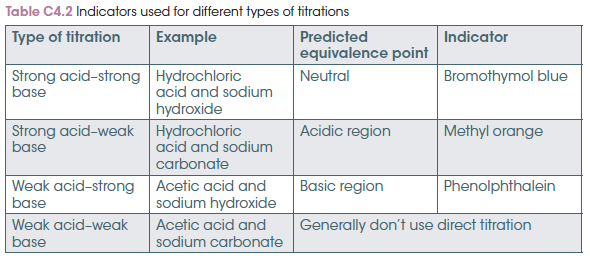 Table C4.2 Indicators used for different types of titrations
Type of titration Example Predicted equivalence point Indicator
Strong acid–strong base Hydrochloric acid and sodium hydroxide Neutral Bromothymol blue
Strong acid–weak base Hydrochloric acid and sodium carbonate Acidic region Methyl orange
Weak acid–strong base Acetic acid and sodium hydroxide Basic region Phenolphthalein
Weak acid–weak base Acetic acid and sodium carbonate Generally don't use direct titration